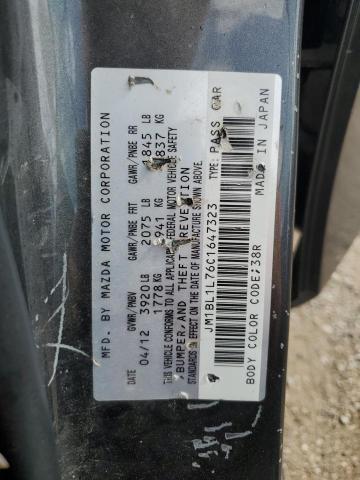 MFD. BY MAZDA MOTOR CORPORATION
DATE GVWR/PNBV GAWR/PNBE FRT GAWR/PNBE RR
04/12 3920 LB 2075 LB 1845 LB
1778 KG 941 KG 837 KG
THIS VEHICLE CONFORMS TO ALL APPLICABLE FEDERAL MOTOR VEHICLE SAFETY
, BUMPER, AND THEFT PREVENTION
STANDARDS IN EFFECT ON THE DATE OF MANUFACTURE SHOWN ABOVE.
JM1BL1L76C1647323 TYPE: PASS CAR
BODY COLOR CODE:38R MADE IN JAPAN